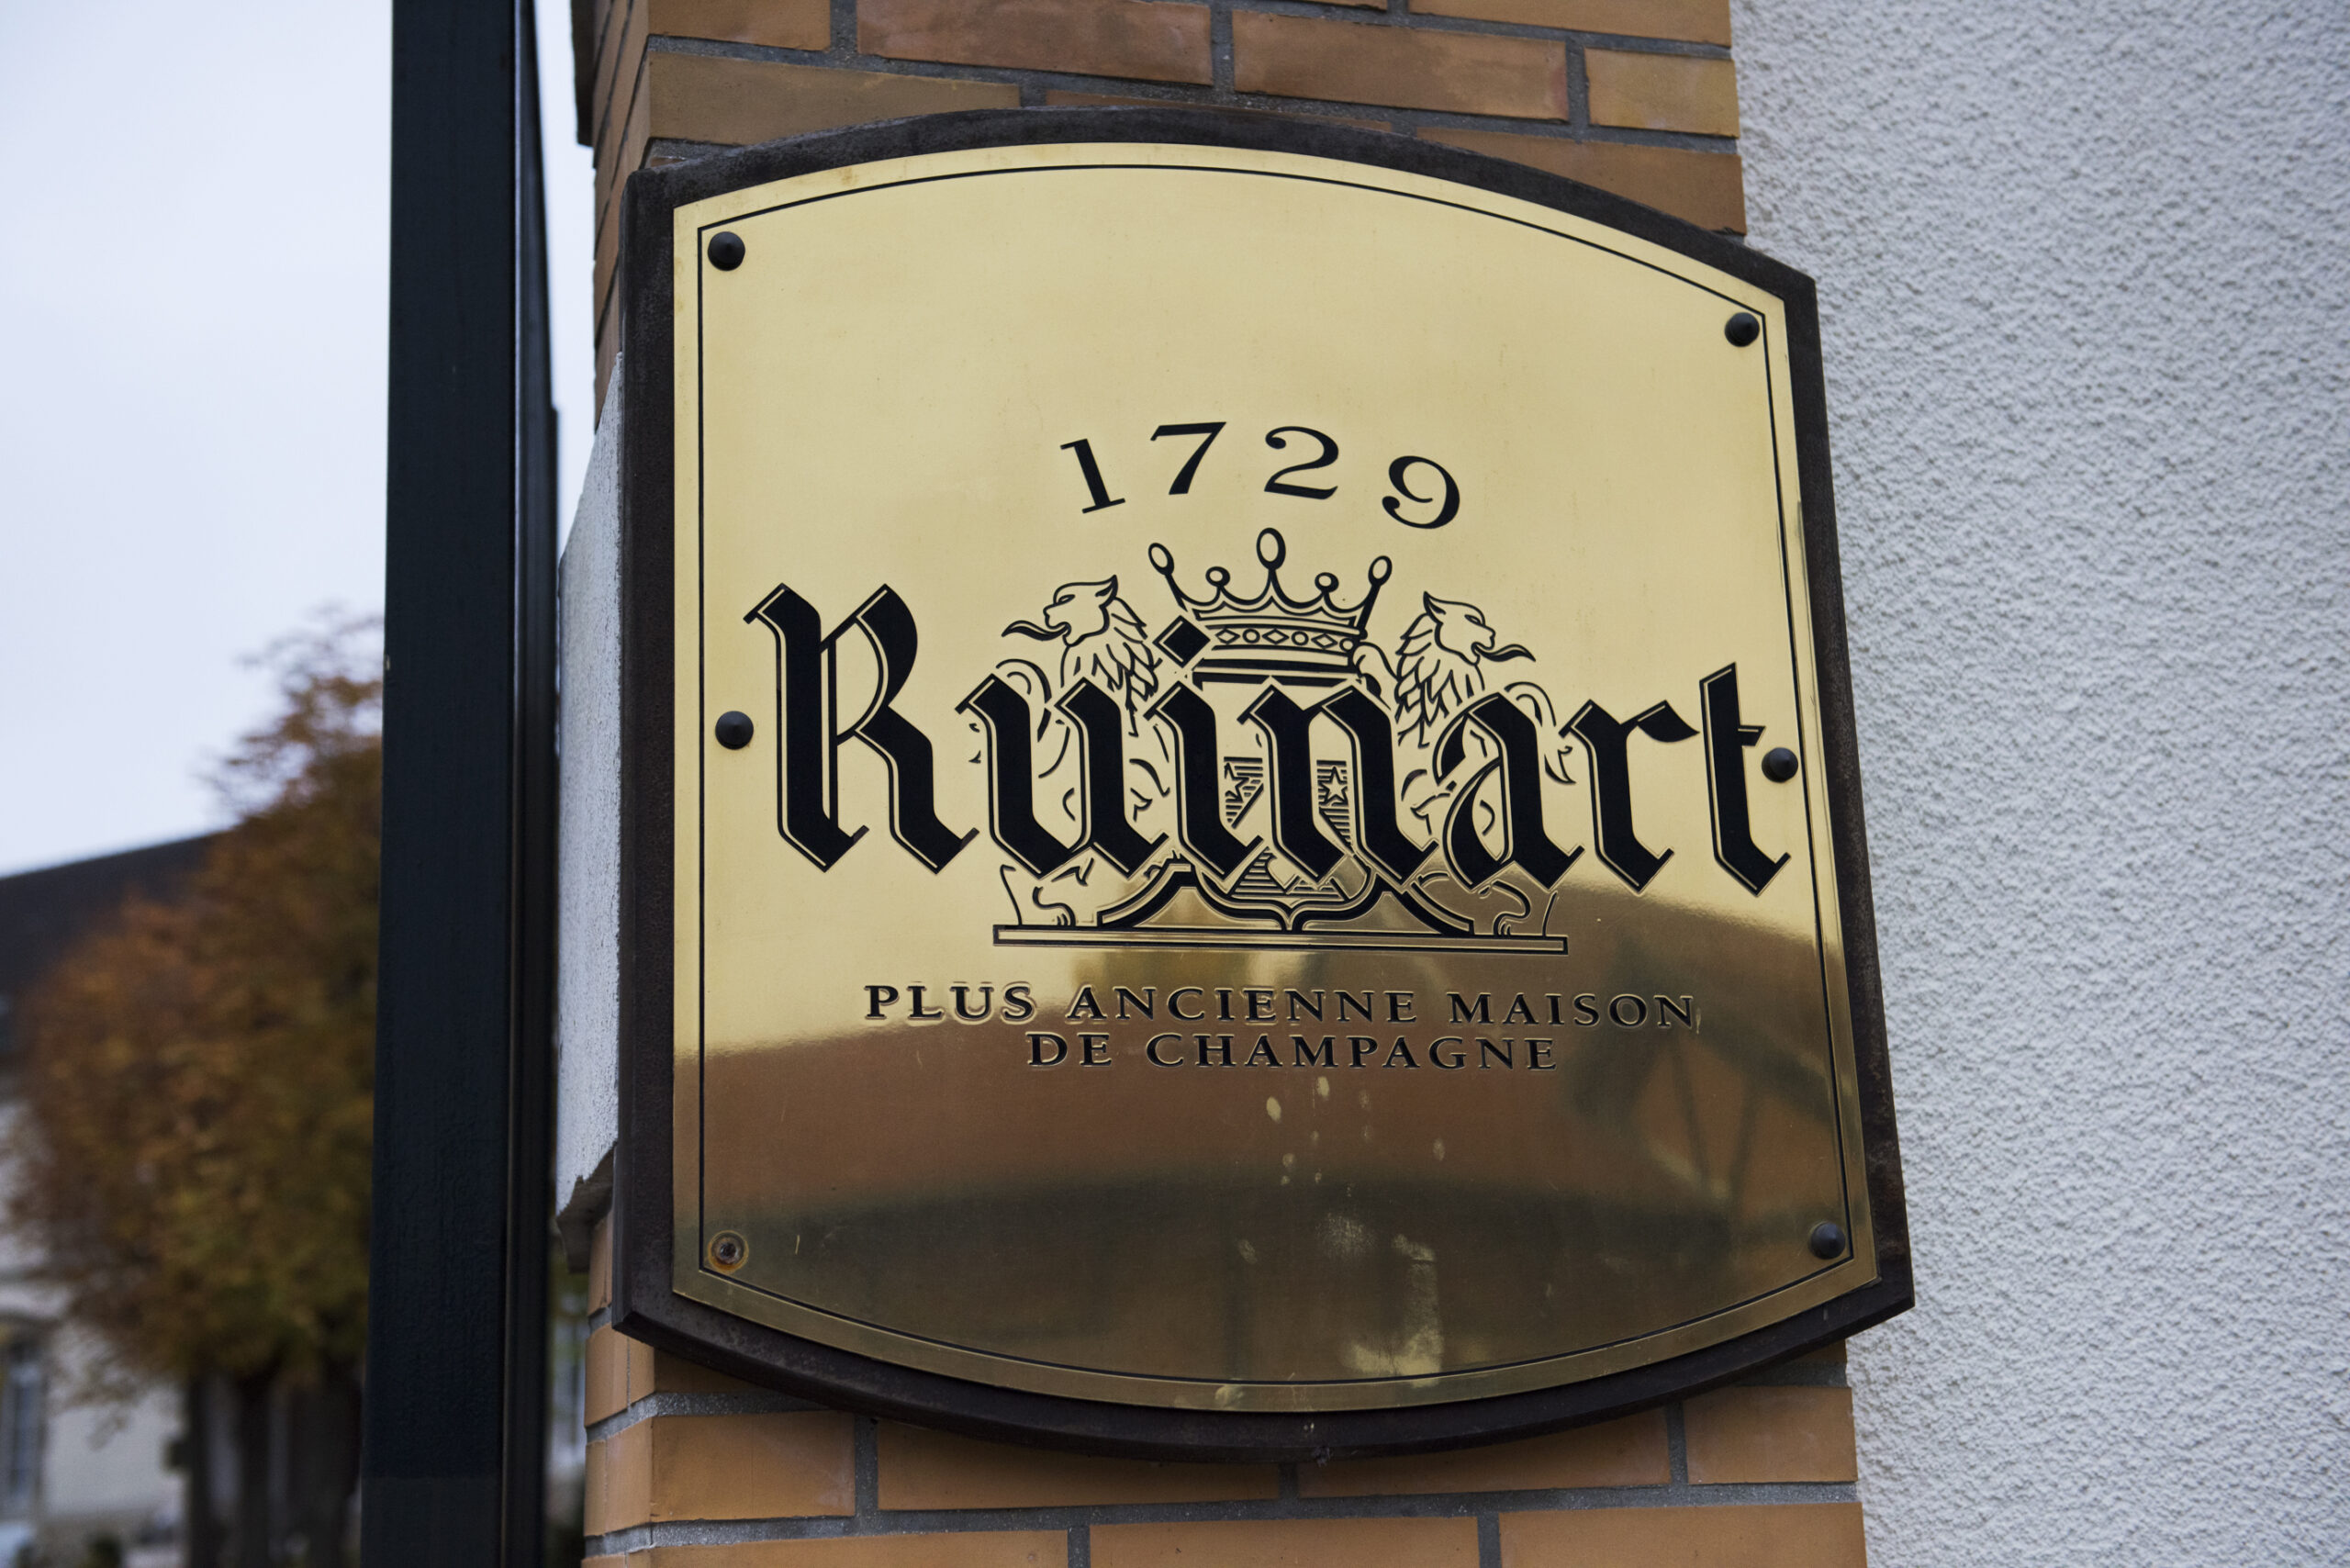 1729
Ruinart
PLUS ANCIENNE MAISON
DE CHAMPAGNE